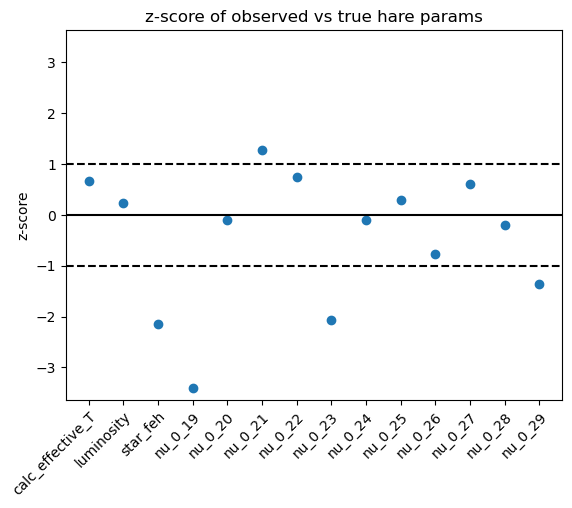 z-score of observed vs true hare params
z-score
3
2
1
0
−1
−2
−3
calc_effective_T
luminosity
star_feh
nu_0_19
nu_0_20
nu_0_21
nu_0_22
nu_0_23
nu_0_24
nu_0_25
nu_0_26
nu_0_27
nu_0_28
nu_0_29